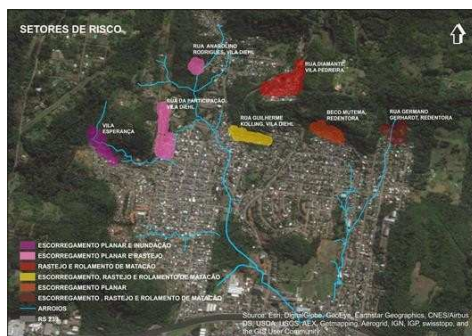 SETORES DE RISCO
RUA ANABOLINO
RODRIGUES, VILA DIEHL
RUA DIAMANTE,
VILA PEDREIRA
RUA DA PARTICIPAÇÃO,
VILA DIEHL
VILA
ESPERANÇA
RUA GUILHERME
KOLLING, VILA DIEHL
BECO MUTEMA,
REDENTORA
RUA GERMANO
GERHARDT, REDENTORA
ESCORREGAMENTO PLANAR E INUNDAÇÃO
ESCORREGAMENTO PLANAR E RASTEJO
RASTEJO E ROLAMENTO DE MATACÃO
ESCORREGAMENTO, RASTEJO E ROLAMENTO DE MATACÃO
ESCORREGAMENTO PLANAR
ESCORREGAMENTO , RASTEJO E ROLAMENTO DE MATACÃO
ARROIOS
RS 239
Source: Esri, DigitalGlobe, GeoEye, Earthstar Geographics, CNES/Airbus
DS, USDA, USGS, AEX, Getmapping, Aerogrid, IGN, IGP, swisstopo, and
the GIS User Community